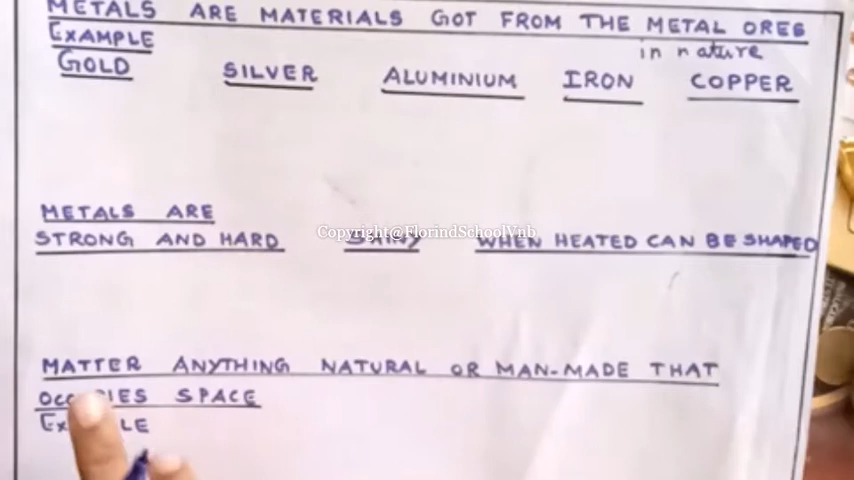 METALS ARE MATERIALS GOT FROM THE METAL ORES
in nature
EXAMPLE
GOLD SILVER ALUMINIUM IRON COPPER
METALS ARE
STRONG AND HARD WHEN HEATED CAN BE SHAPED
Copyright@FlorindSchoolVnb
MATTER ANYTHING NATURAL OR MAN-MADE THAT
SPACE